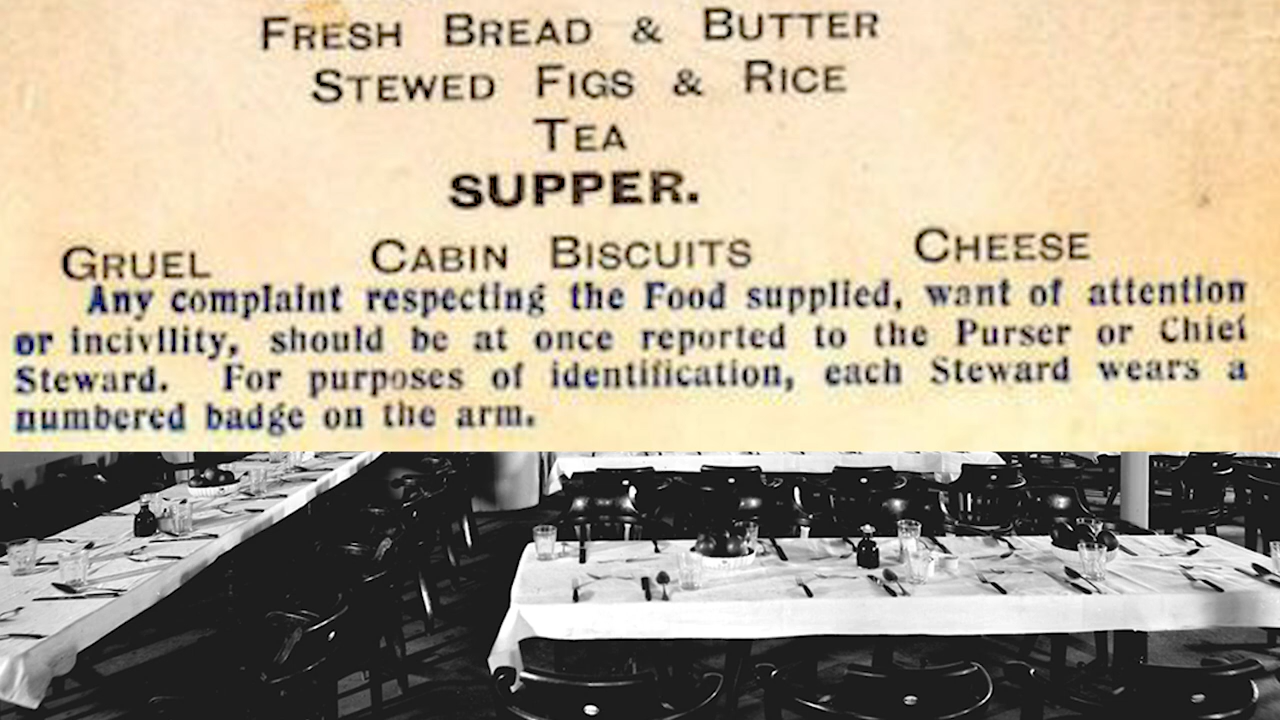 FRESH BREAD & BUTTER
STEWED FIGS & RICE
TEA
SUPPER.
GRUEL CABIN BISCUITS CHEESE
Any complaint respecting the Food supplied, want of attention
or incivility, should be at once reported to the Purser or Chief
Steward. For purposes of identification, each Steward wears a
numbered badge on the arm.